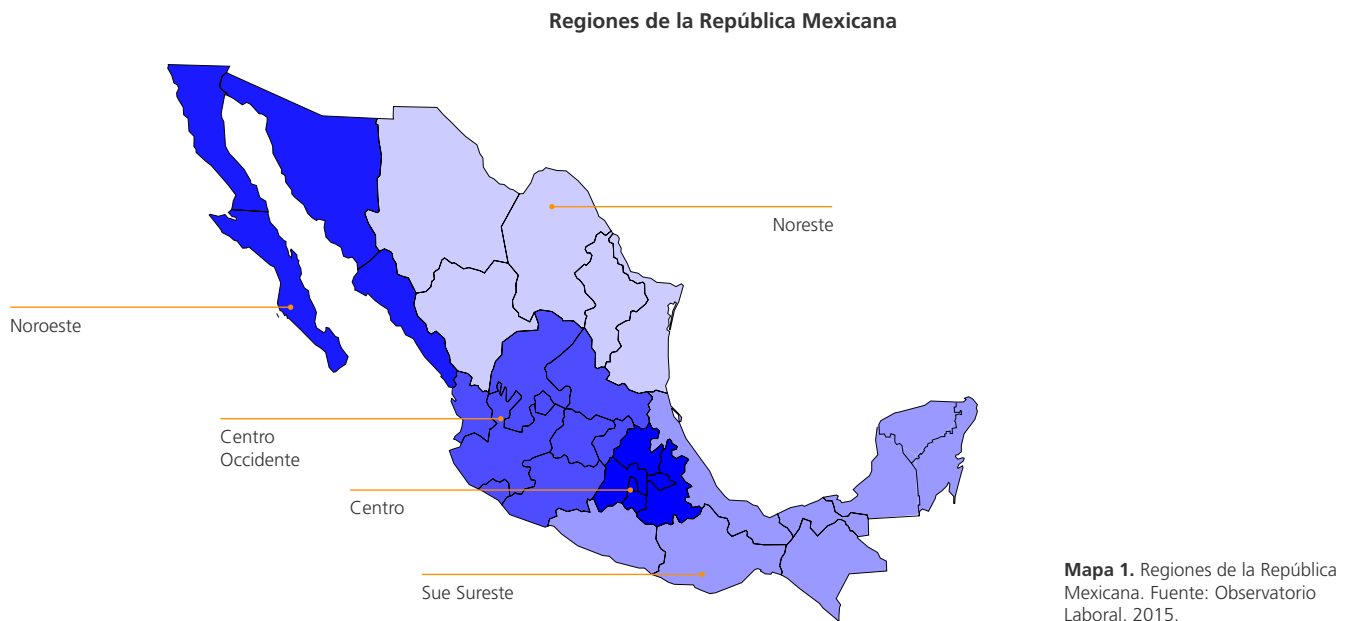 Regiones de la República Mexicana
Noreste
Noroeste
Centro
Occidente
Centro
Sue Sureste
Mapa 1. Regiones de la República
Mexicana. Fuente: Observatorio
Laboral. 2015.